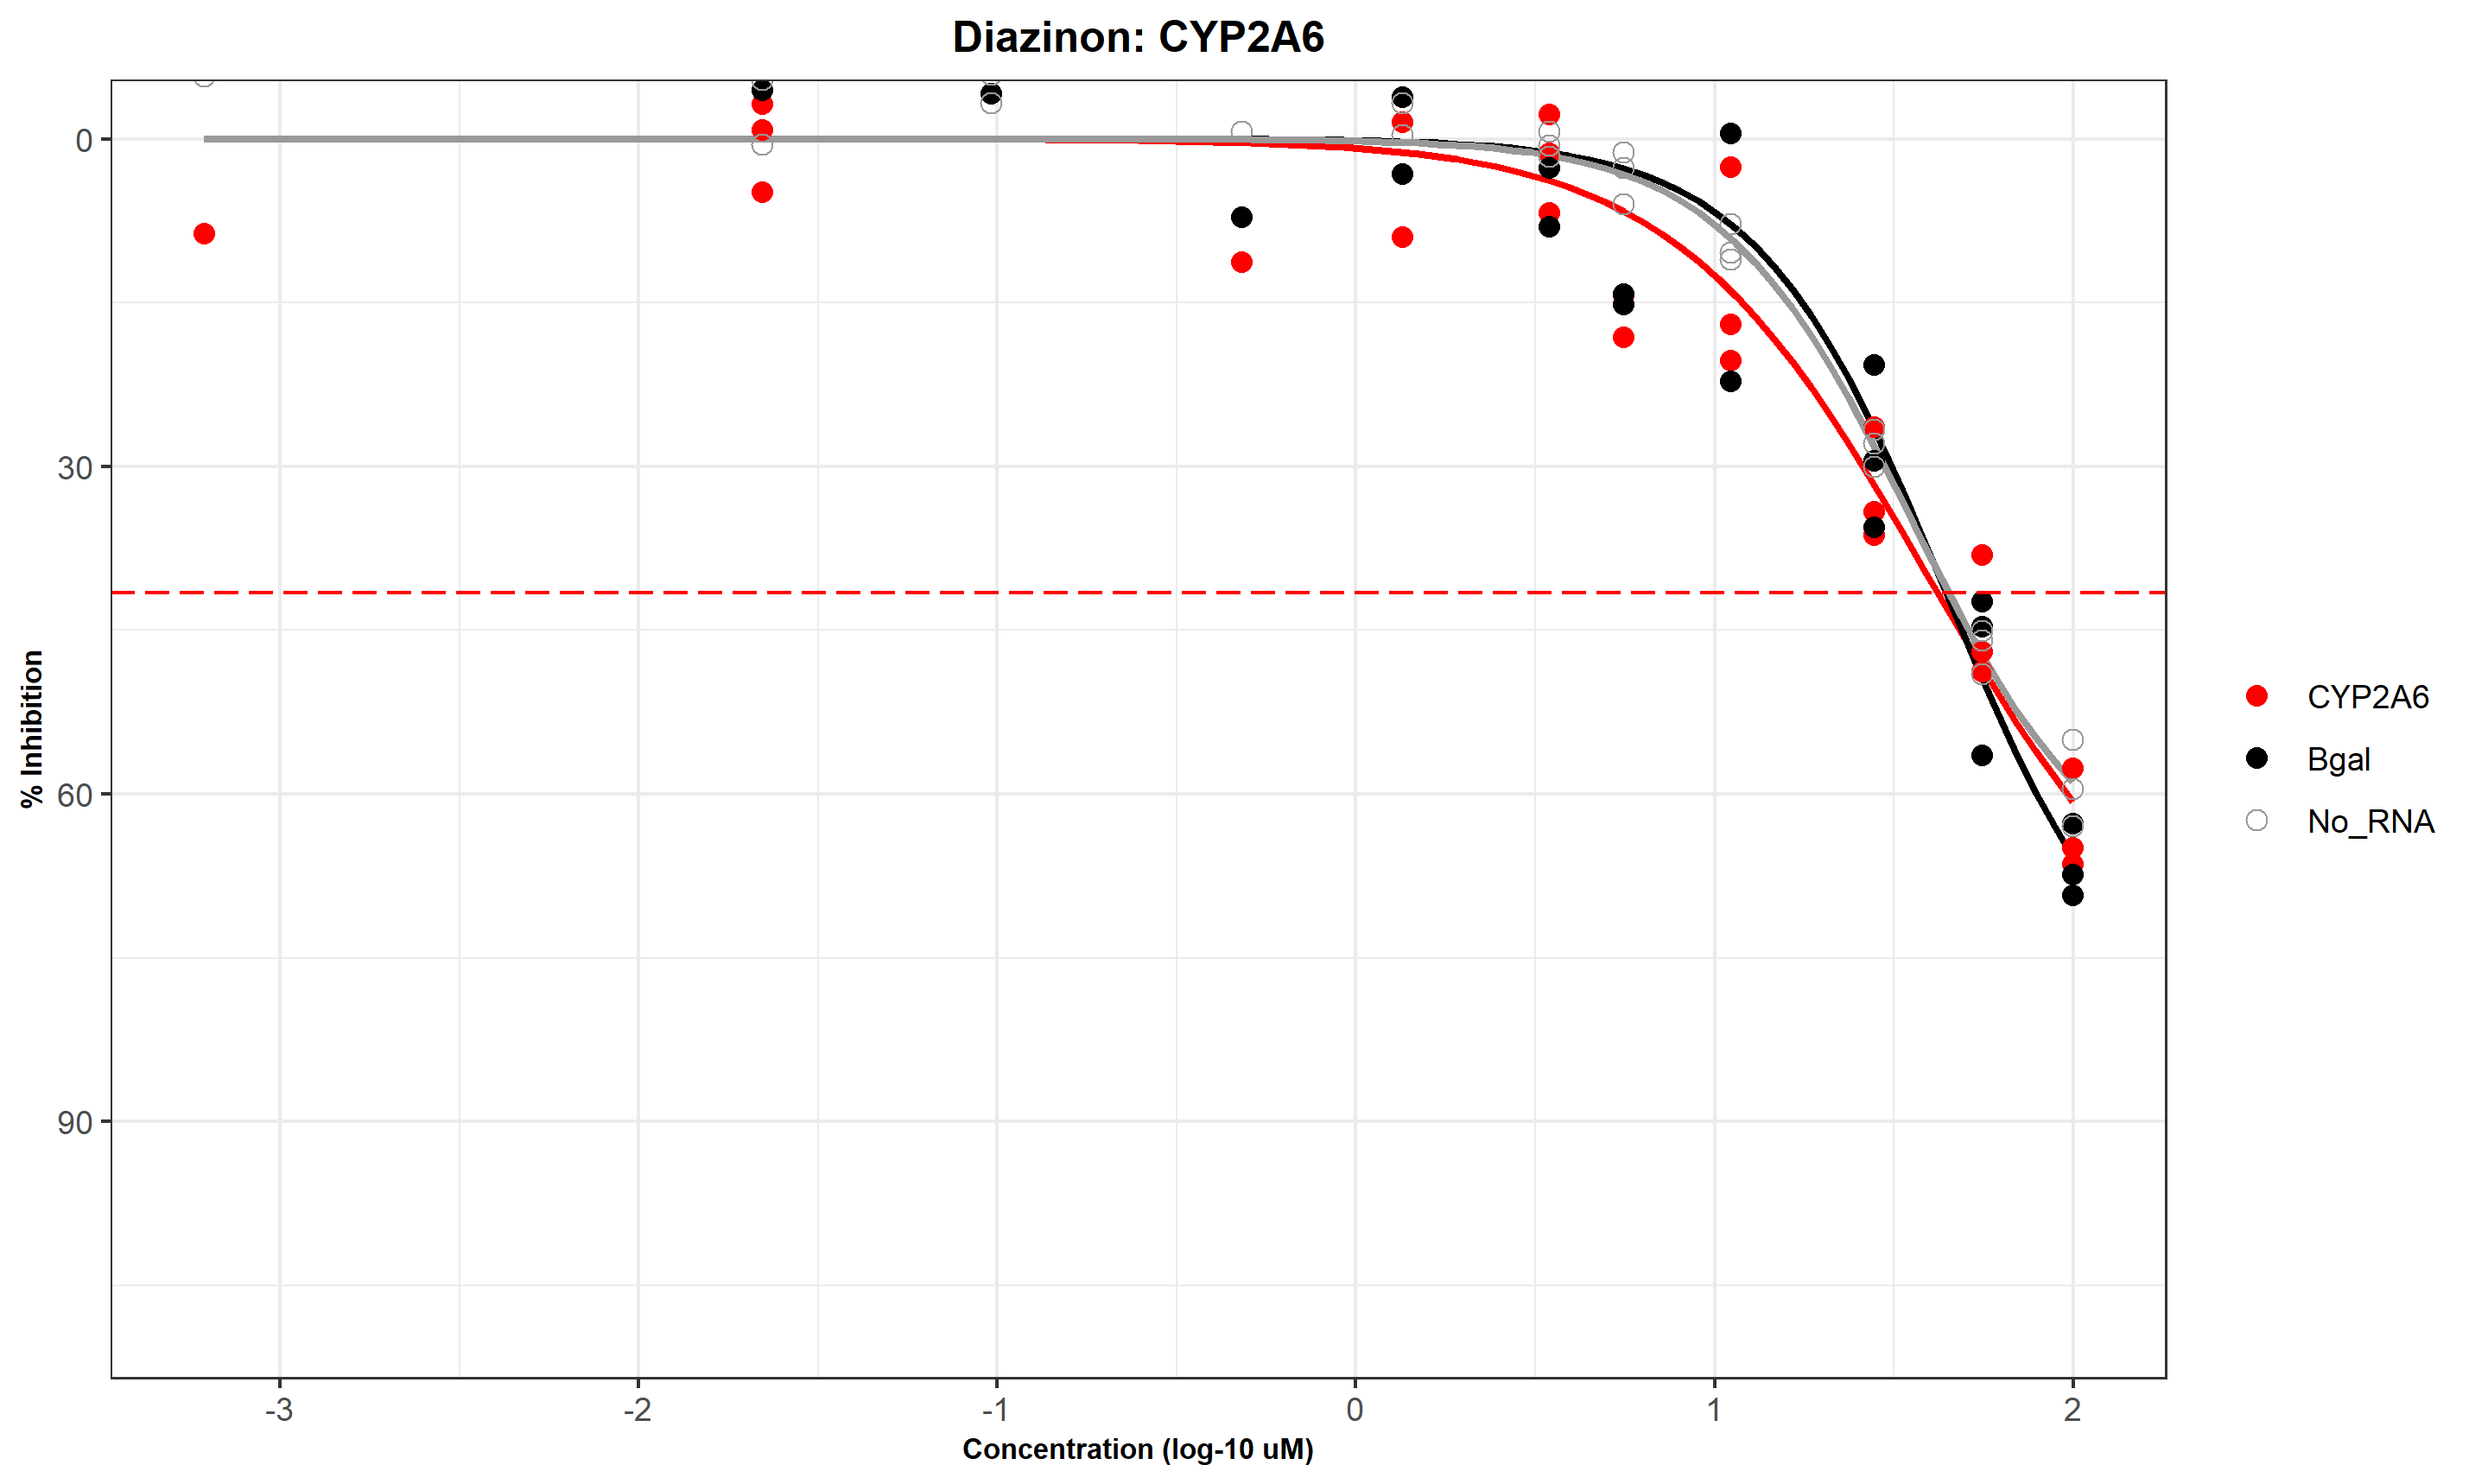 Diazinon: CYP2A6
0
30
60
90
% Inhibition
-3
-2
-1
0
1
2
Concentration (log-10 uM)
CYP2A6
Bgal
No_RNA